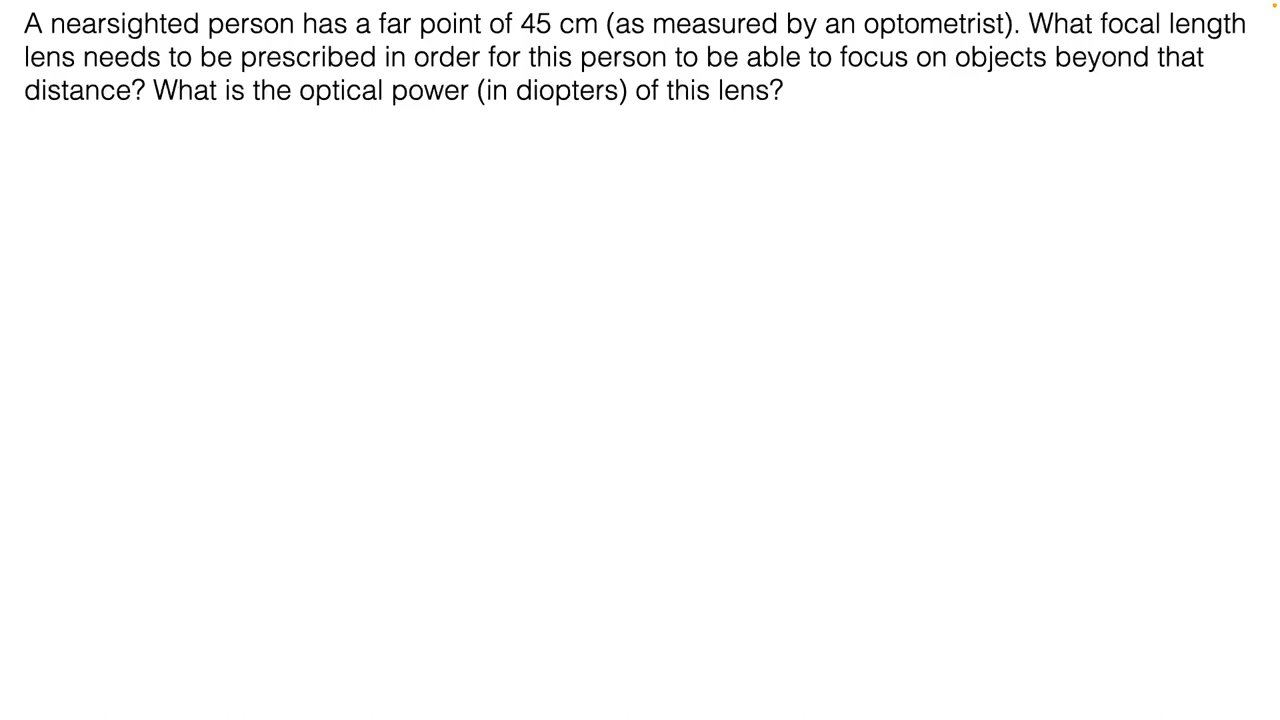 A nearsighted person has a far point of 45 cm (as measured by an optometrist). What focal length
lens needs to be prescribed in order for this person to be able to focus on objects beyond that
distance? What is the optical power (in diopters) of this lens?